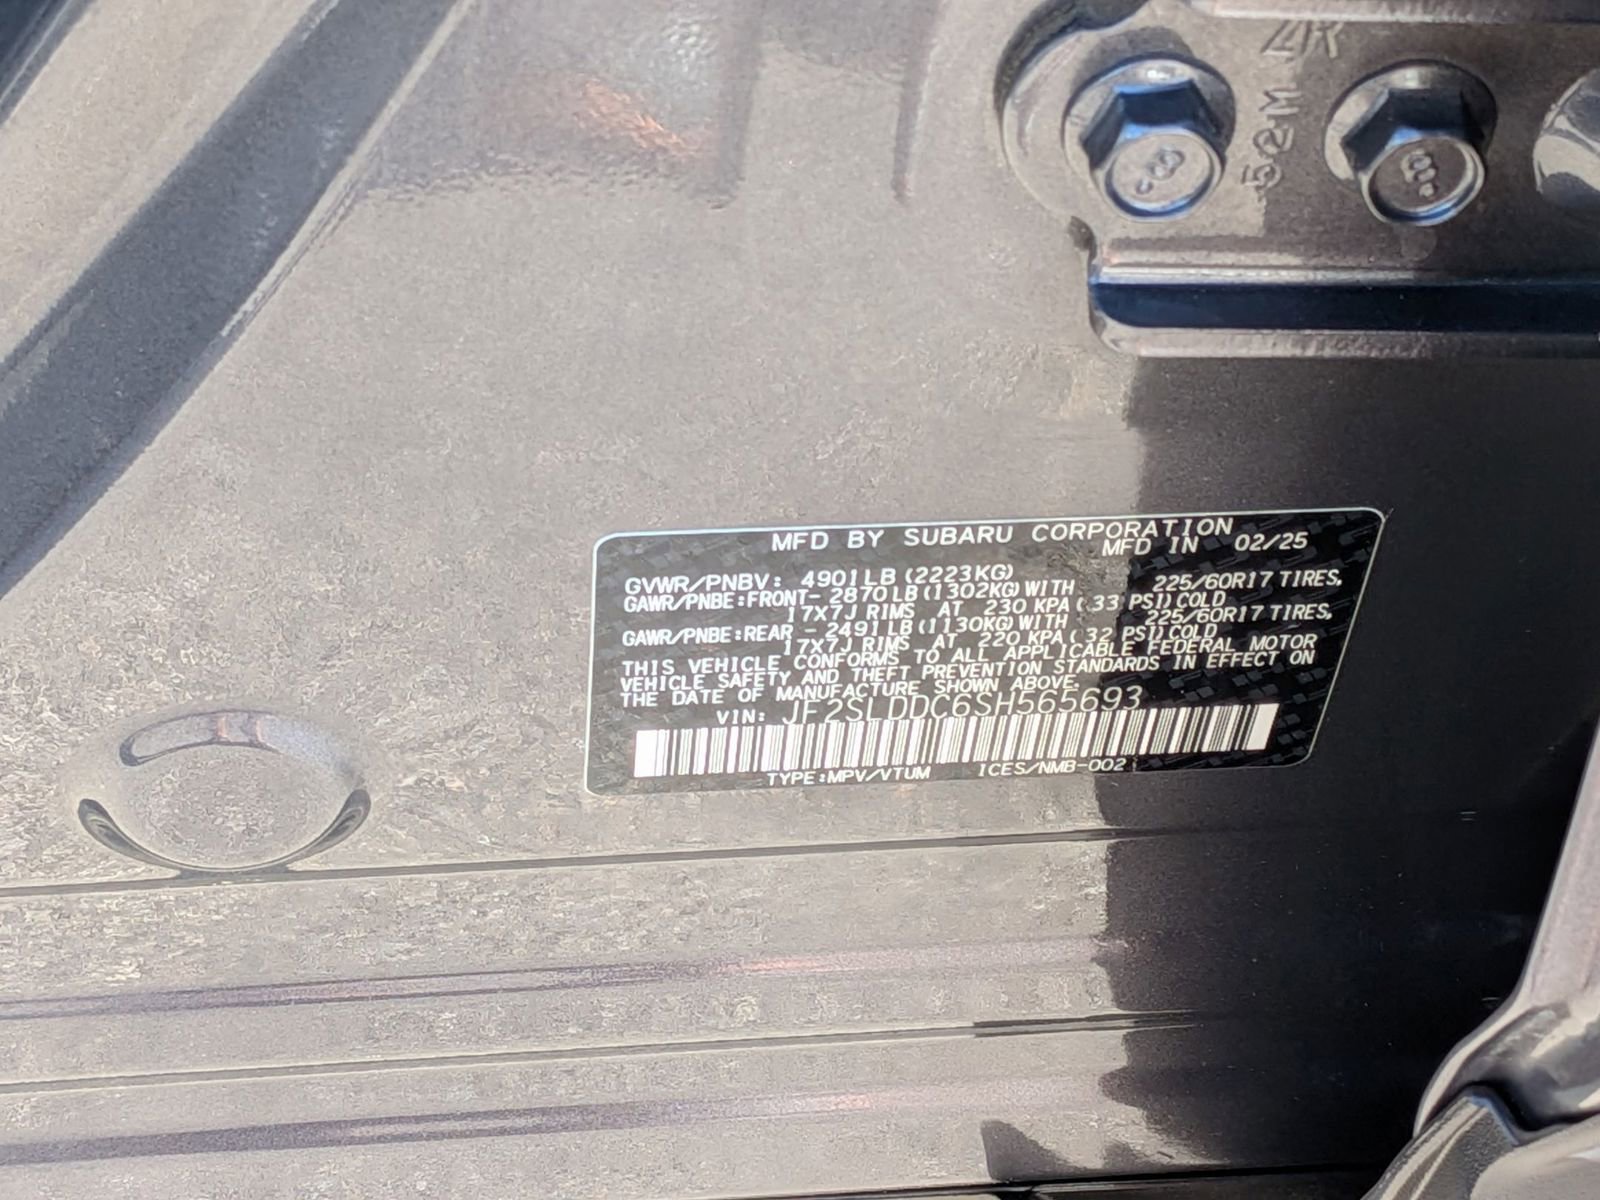 4R
52M
MFD BY SUBARU CORPORATION
MFD IN 02/25
GVWR/PNBV: 4901LB(2223KG)
GAWR/PNBE:FRONT- 2870LB(1302KG)WITH 225/60R17 TIRES,
17X7J RIMS AT 230 KPA( 33 PSI)COLD
GAWR/PNBE:REAR - 2491LB(1130KG)WITH 225/60R17 TIRES,
17X7J RIMS AT 220 KPA( 32 PSI)COLD
THIS VEHICLE CONFORMS TO ALL APPLICABLE FEDERAL MOTOR
VEHICLE SAFETY AND THEFT PREVENTION STANDARDS IN EFFECT ON
THE DATE OF MANUFACTURE SHOWN ABOVE.
VIN: JF2SLDDC6SH565693
TYPE:MPV/VTUM ICES/NMB-002